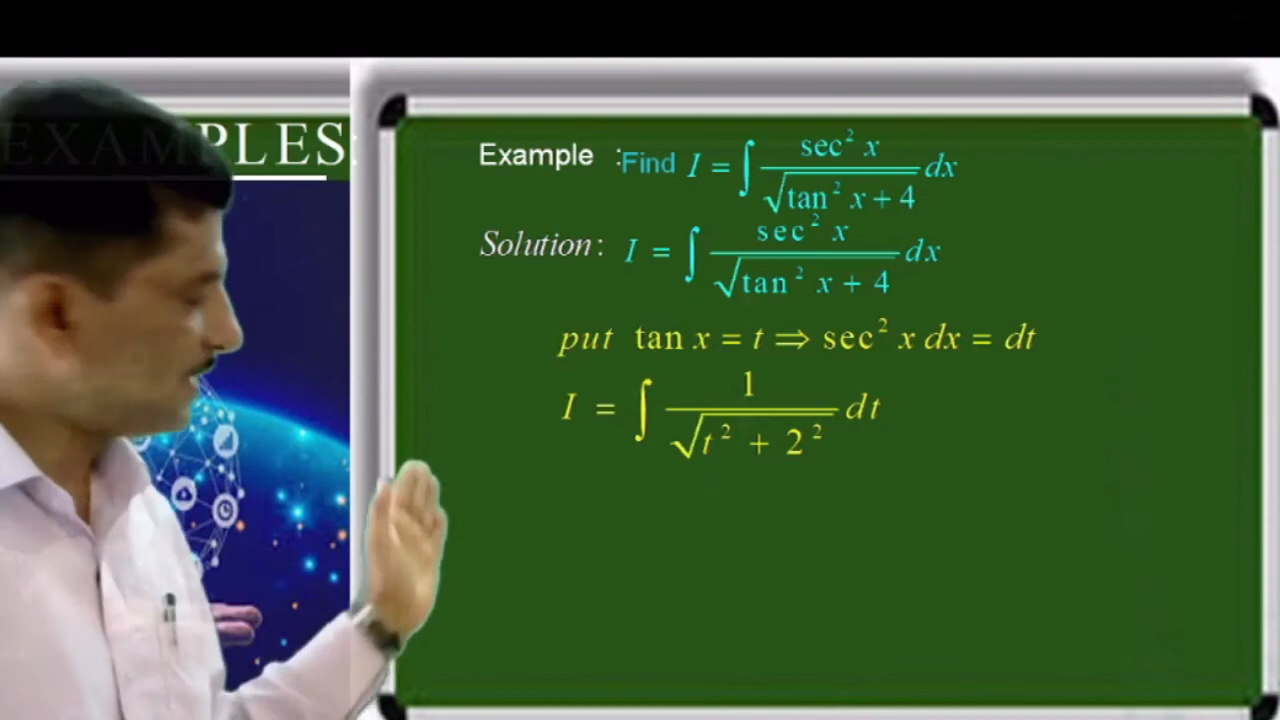 EXAMPLES:
Example : Find I = ∫ sec² x / √(tan² x + 4) dx
Solution: I = ∫ sec² x / √(tan² x + 4) dx
put tan x = t ⇒ sec² x dx = dt
I = ∫ 1 / √(t² + 2²) dt